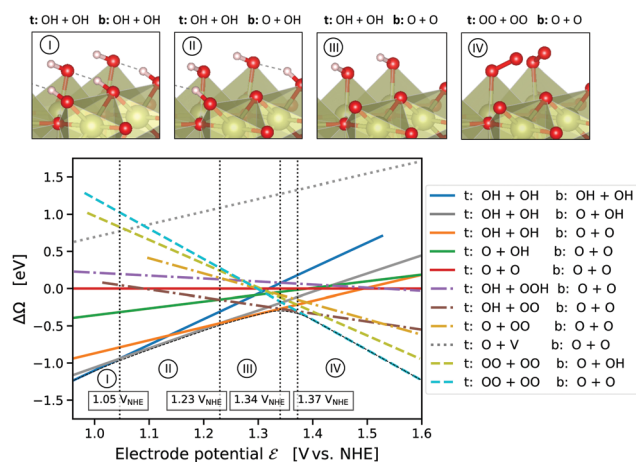 t: OH + OH b: OH + OH
t: OH + OH b: O + OH
t: OH + OH b: O + O
t: OO + OO b: O + O
I
II
III
IV
1.5
1.0
0.5
0.0
−0.5
−1.0
−1.5
ΔΩ [eV]
I
II
III
IV
1.05 V_NHE
1.23 V_NHE
1.34 V_NHE
1.37 V_NHE
1.0
1.1
1.2
1.3
1.4
1.5
1.6
Electrode potential ℰ [V vs. NHE]
t: OH + OH b: OH + OH
t: OH + OH b: O + OH
t: OH + OH b: O + O
t: O + OH b: O + O
t: O + O b: O + O
t: OH + OOH b: O + O
t: OH + OO b: O + O
t: O + OO b: O + O
t: O + V b: O + O
t: OO + OO b: O + OH
t: OO + OO b: O + O